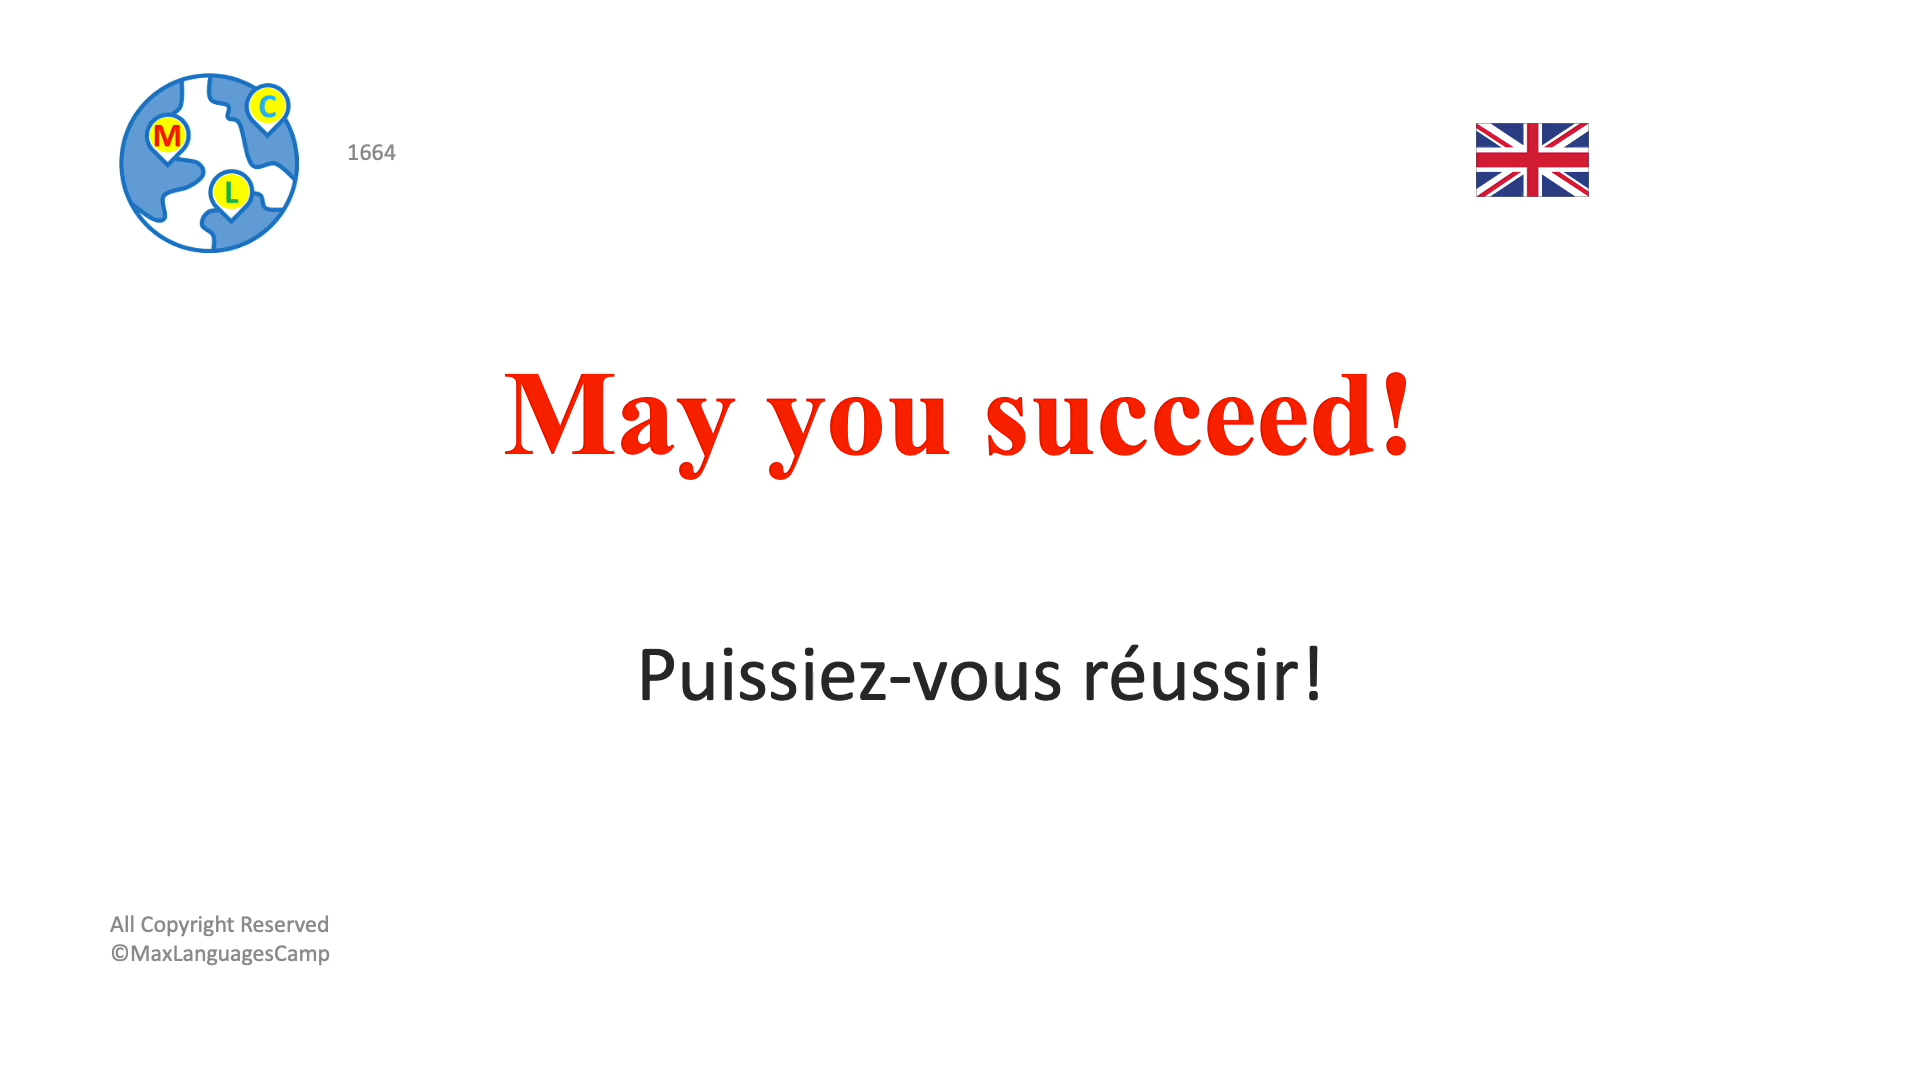 M
C
L
1664
May you succeed!
Puissiez-vous réussir!
All Copyright Reserved
©MaxLanguagesCamp